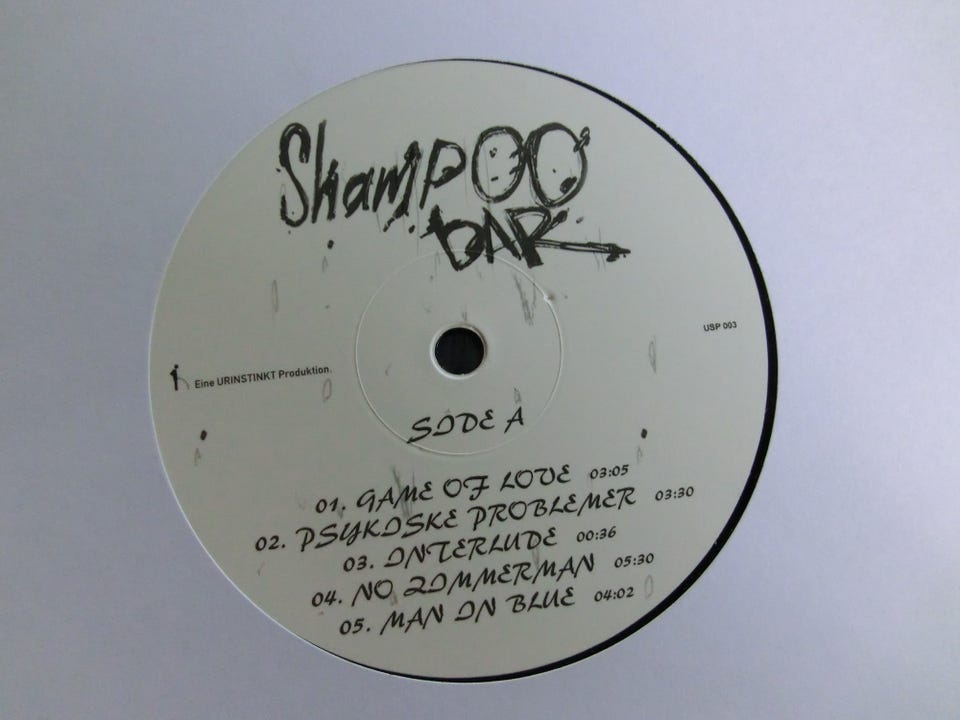 Shampoo
bar
USP 003
Eine URINSTINKT Produktion.
SIDE A
01. GAME OF LOVE 03:05
02. PSYKISKE PROBLEMER 03:30
03. INTERLUDE 00:36
04. NO ZIMMERMAN 05:30
05. MAN IN BLUE 04:02